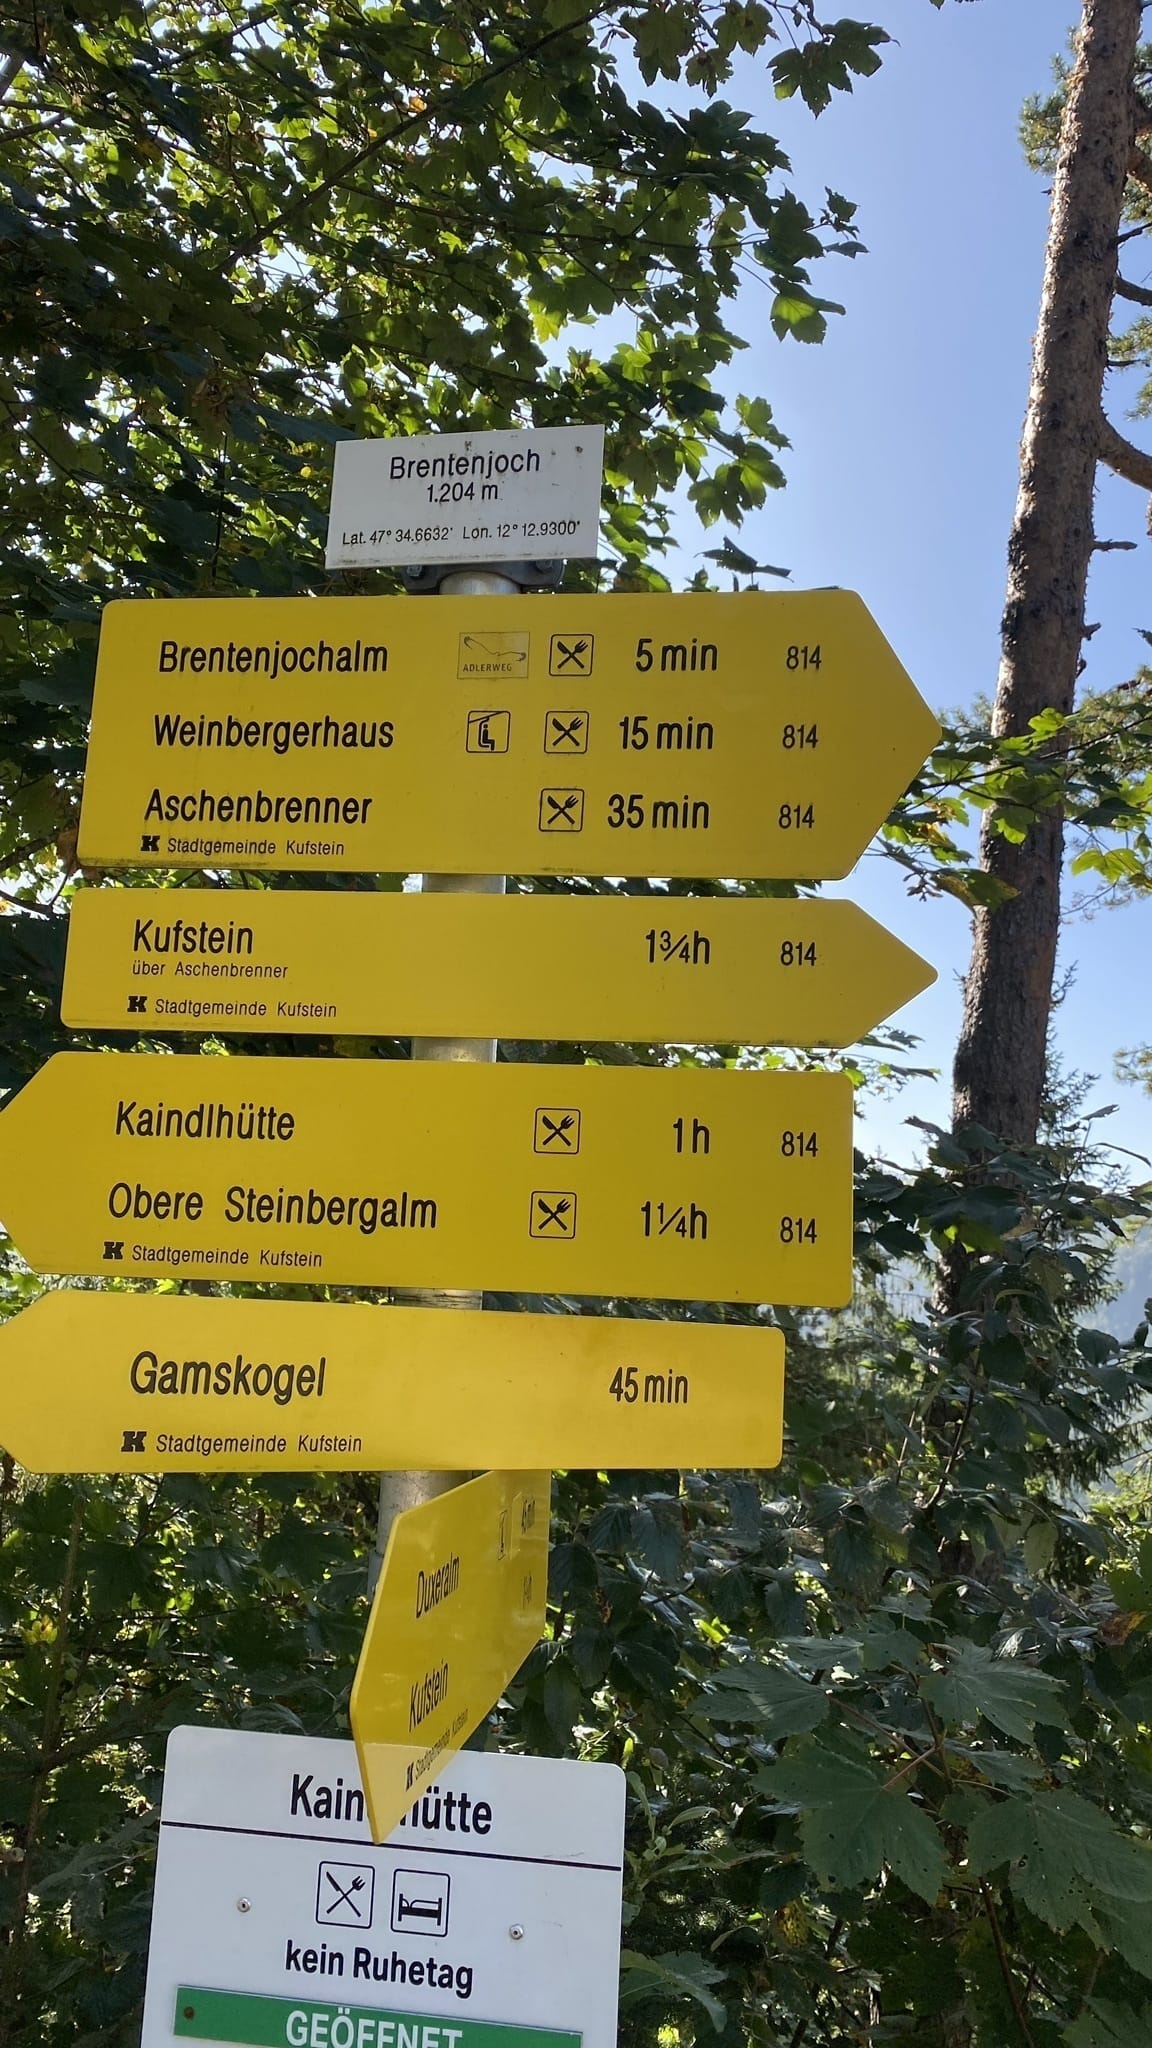 Brentenjoch
1.204 m
Lat. 47° 34.6632' Lon. 12° 12.9300'
Brentenjochalm ADLERWEG 5 min 814
Weinbergerhaus 15 min 814
Aschenbrenner 35 min 814
K Stadtgemeinde Kufstein
Kufstein 1¾h 814
über Aschenbrenner
K Stadtgemeinde Kufstein
Kaindlhütte 1h 814
Obere Steinbergalm 1¼h 814
K Stadtgemeinde Kufstein
Gamskogel 45 min
K Stadtgemeinde Kufstein
Duxeralm
Kufstein
K Stadtgemeinde Kufstein
kein Ruhetag
GEÖFFNET